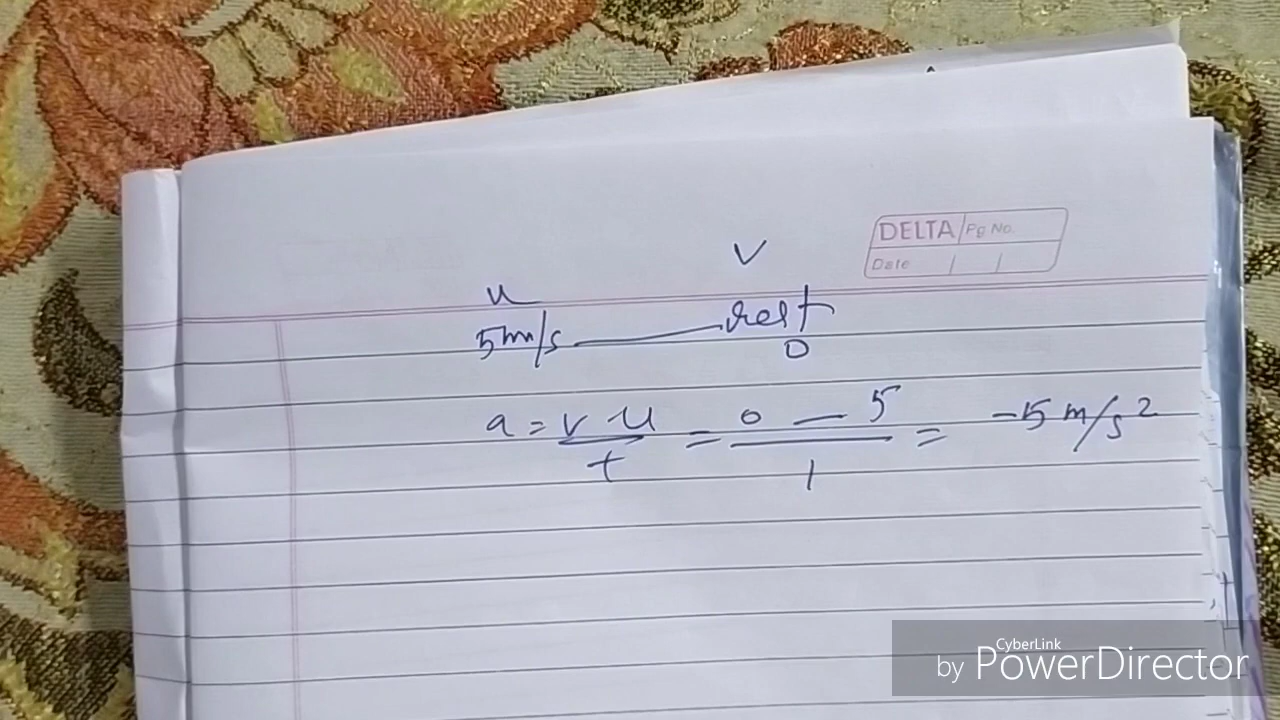 DELTA Pg No.
Date / /
v
u
5m/s — rest
0
a = v u / t = 0 — 5 / 1 = -5 m/s²
CyberLink
by PowerDirector